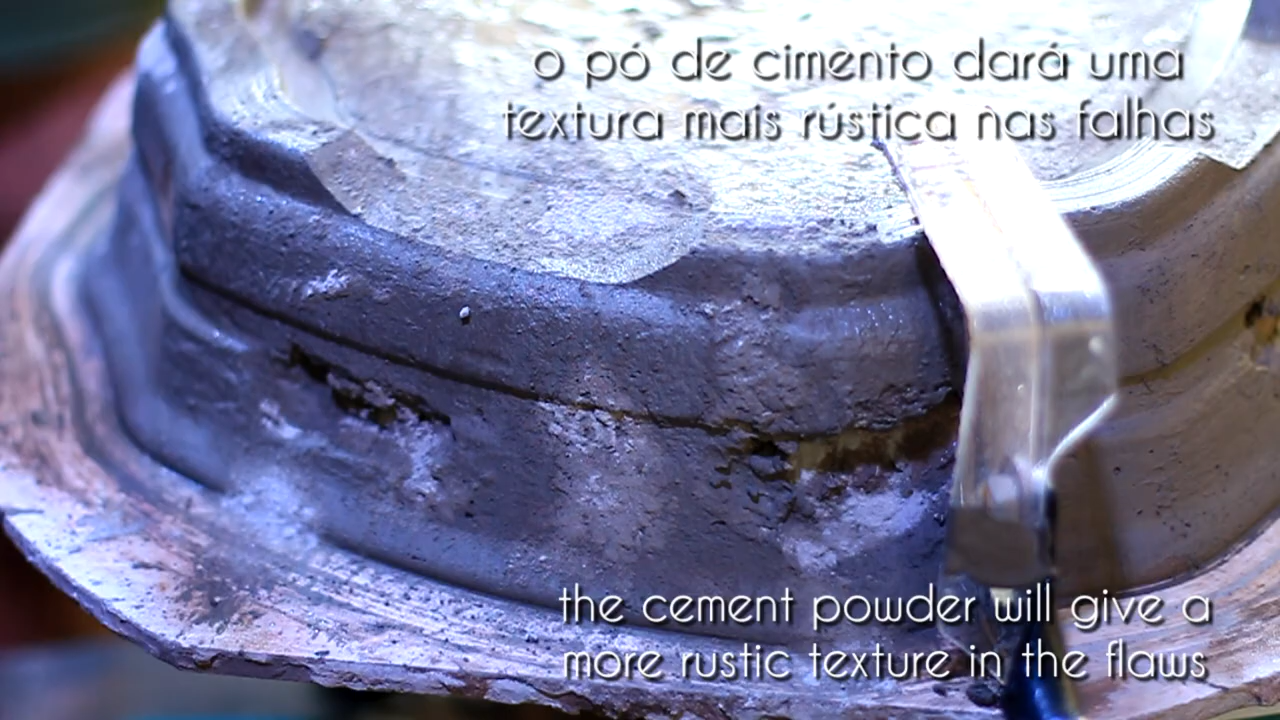 o pó de cimento dará uma
textura mais rústica nas falhas
the cement powder will give a
more rustic texture in the flaws